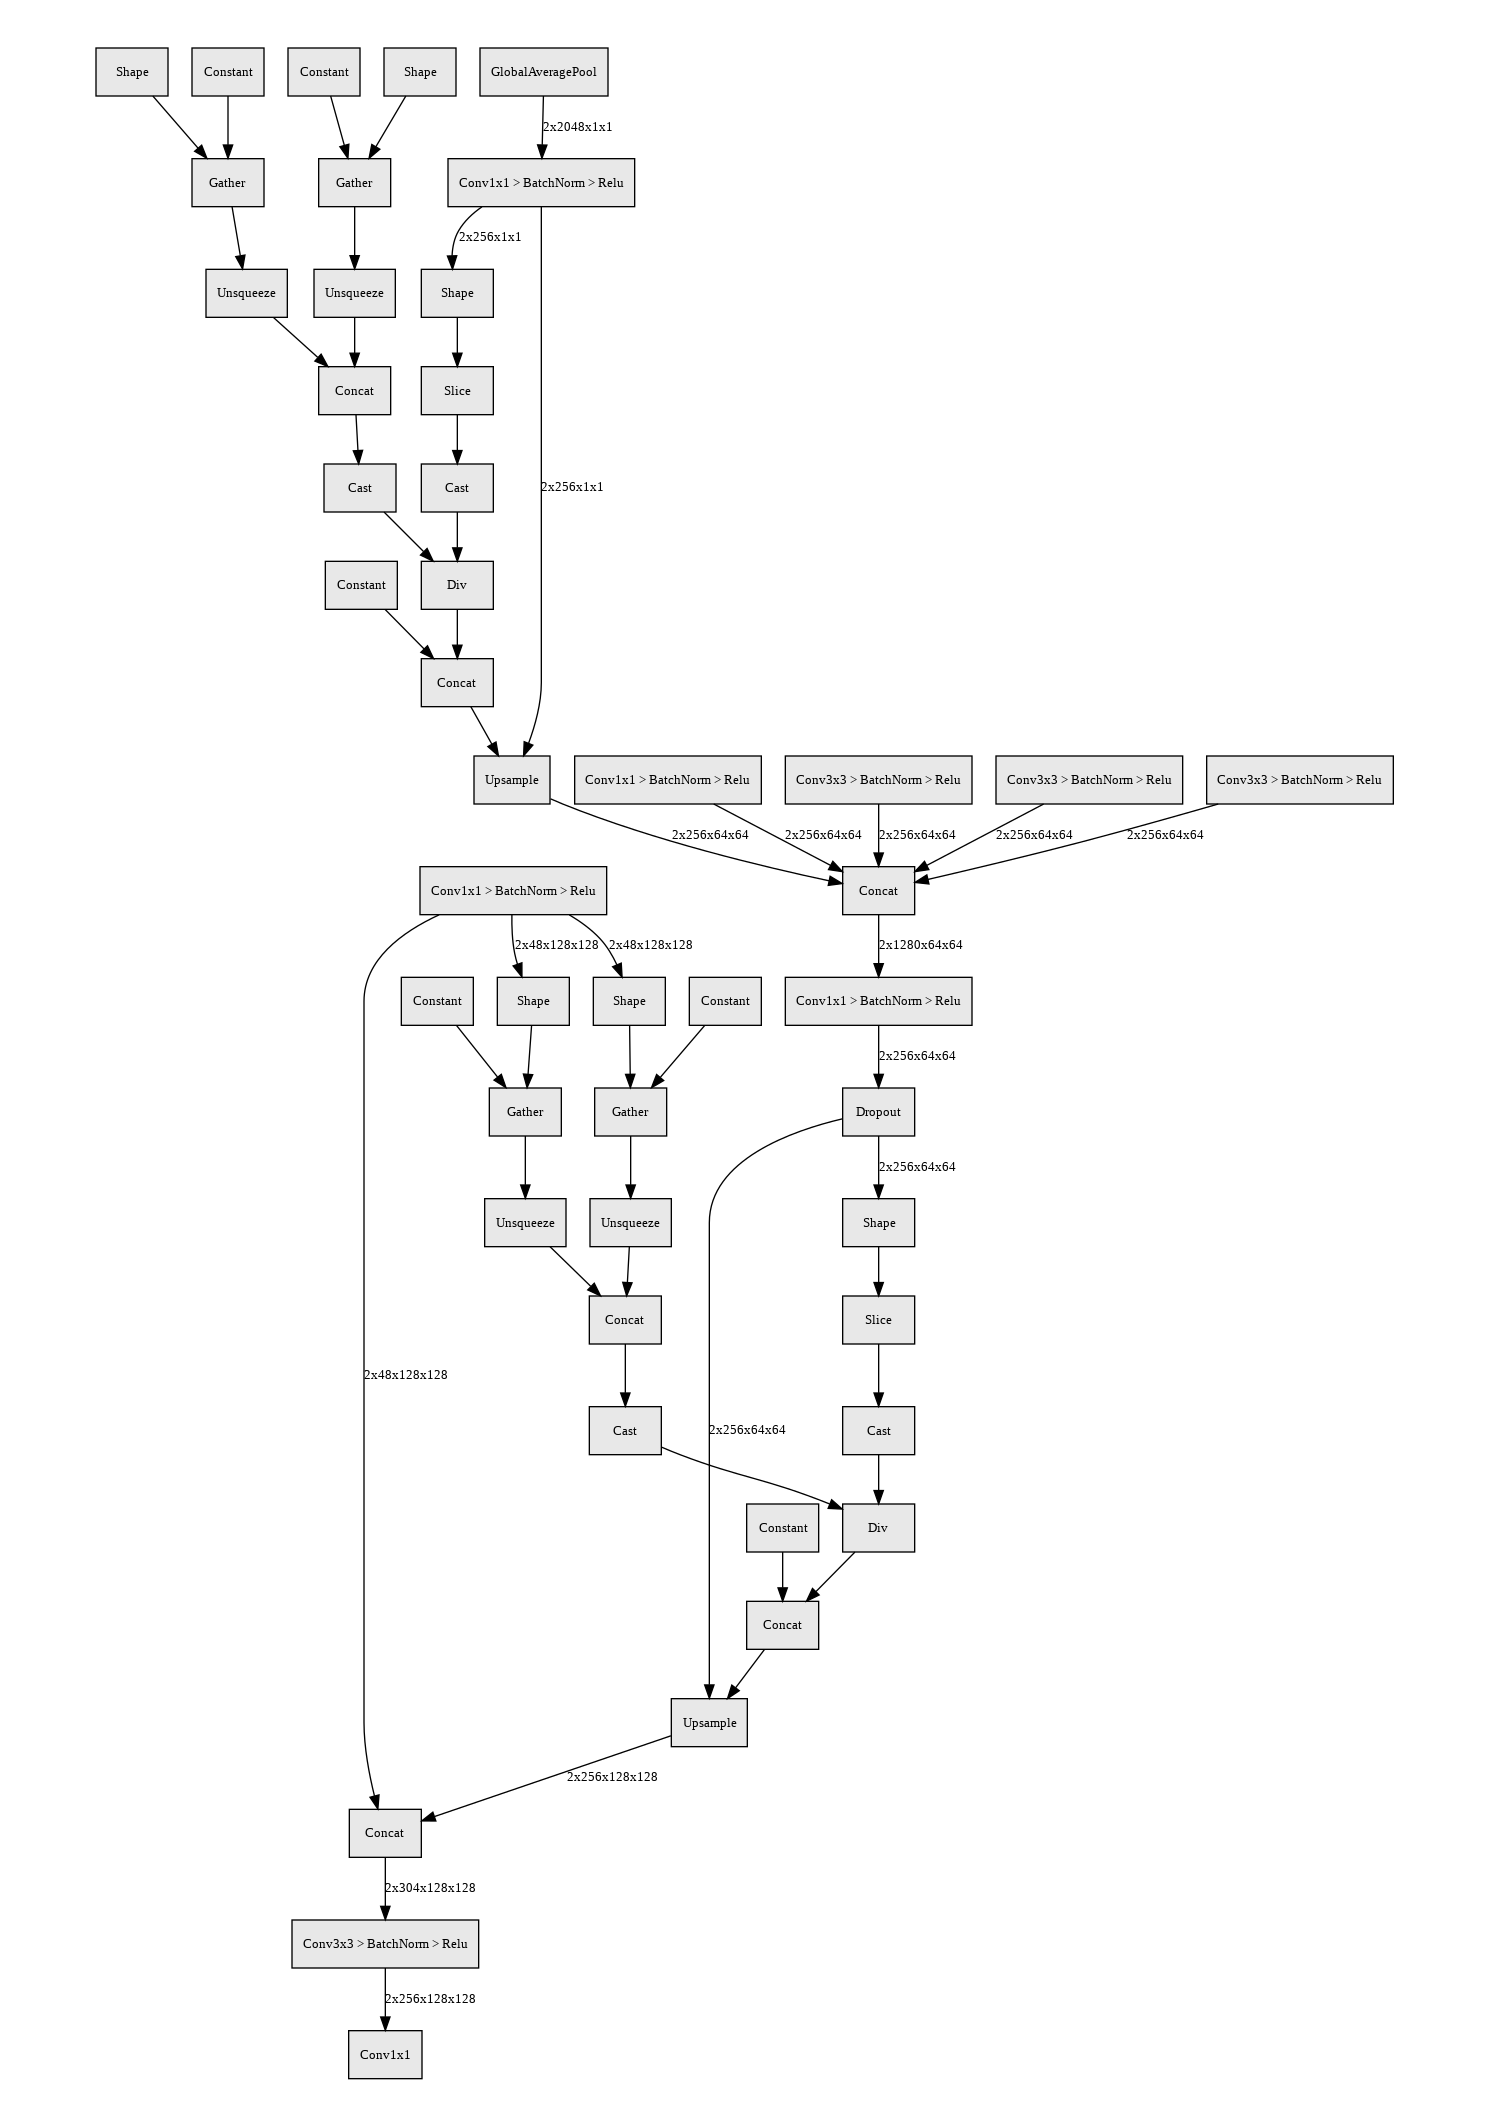 Shape
Constant
Constant
Shape
GlobalAveragePool
2x2048x1x1
Gather
Gather
Conv1x1 > BatchNorm > Relu
2x256x1x1
Unsqueeze
Unsqueeze
Shape
Concat
Slice
Cast
Cast
2x256x1x1
Constant
Div
Concat
Upsample
Conv1x1 > BatchNorm > Relu
Conv3x3 > BatchNorm > Relu
Conv3x3 > BatchNorm > Relu
Conv3x3 > BatchNorm > Relu
2x256x64x64
2x256x64x64
2x256x64x64
2x256x64x64
2x256x64x64
Conv1x1 > BatchNorm > Relu
Concat
2x48x128x128
2x48x128x128
2x1280x64x64
Constant
Shape
Shape
Constant
Conv1x1 > BatchNorm > Relu
2x256x64x64
Gather
Gather
Dropout
2x256x64x64
Unsqueeze
Unsqueeze
Shape
Concat
Slice
2x48x128x128
Cast
2x256x64x64
Cast
Constant
Div
Concat
Upsample
2x256x128x128
Concat
2x304x128x128
Conv3x3 > BatchNorm > Relu
2x256x128x128
Conv1x1